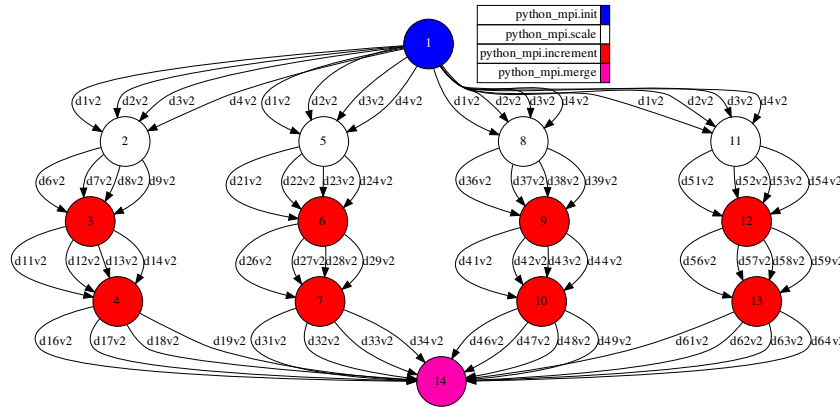 python_mpi.init
1
python_mpi.scale
python_mpi.increment
python_mpi.merge
d1v2 d2v2 d3v2 d4v2 d1v2 d2v2 d3v2 d4v2 d1v2 d2v2 d3v2 d4v2 d1v2 d2v2 d3v2 d4v2
2 5 8 11
d6v2 d7v2 d8v2 d9v2 d21v2 d22v2 d23v2 d24v2 d36v2 d37v2 d38v2 d39v2 d51v2 d52v2 d53v2 d54v2
3 6 9 12
d11v2 d12v2 d13v2 d14v2 d26v2 d27v2 d28v2 d29v2 d41v2 d42v2 d43v2 d44v2 d56v2 d57v2 d58v2 d59v2
4 7 10 13
d16v2 d17v2 d18v2 d19v2 d31v2 d32v2 d33v2 d34v2 d46v2 d47v2 d48v2 d49v2 d61v2 d62v2 d63v2 d64v2
14